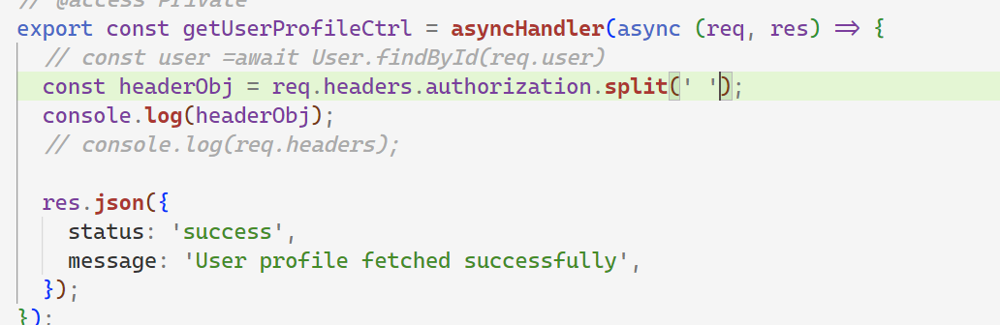 // @access Private
export const getUserProfileCtrl = asyncHandler(async (req, res) => {
// const user =await User.findById(req.user)
const headerObj = req.headers.authorization.split(' ');
console.log(headerObj);
// console.log(req.headers);
res.json({
status: 'success',
message: 'User profile fetched successfully',
});
});